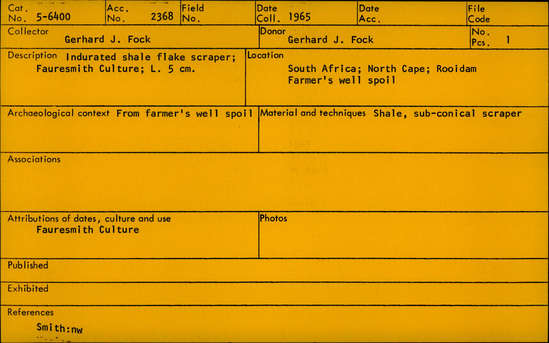 Cat. No. 5-6400 Acc. No. 2368 Field No. Date Coll. 1965 Date Acc. File Code
Collector Gerhard J. Fock Donor Gerhard J. Fock No. Pcs. 1
Description Indurated shale flake scraper;
Fauresmith Culture; L. 5 cm.
Location
South Africa; North Cape; Rooidam
Farmer's well spoil
Archaeological context From farmer's well spoil
Material and techniques Shale, sub-conical scraper
Associations
Attributions of dates, culture and use
Fauresmith Culture
Photos
Published
Exhibited
References
Smith:nw